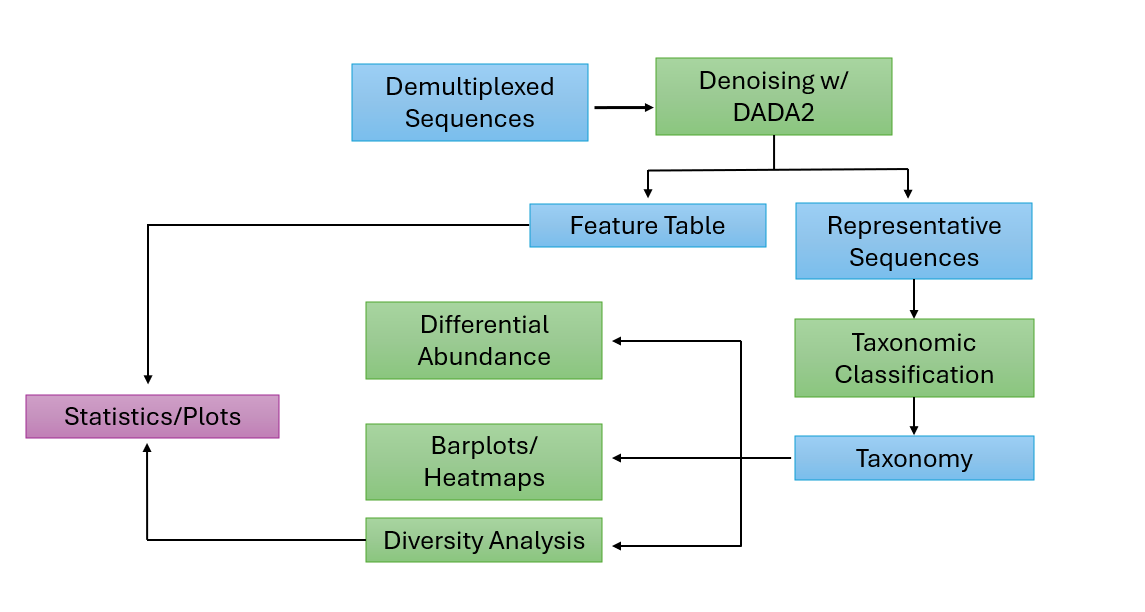 Demultiplexed
Sequences
Denoising w/
DADA2
Feature Table
Representative
Sequences
Differential
Abundance
Taxonomic
Classification
Statistics/Plots
Barplots/
Heatmaps
Taxonomy
Diversity Analysis